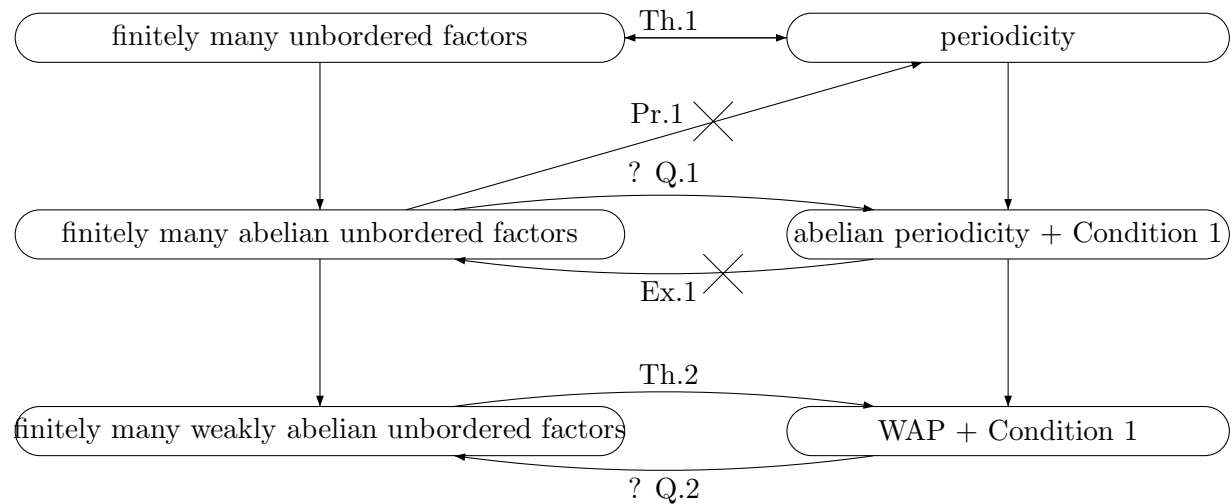 finitely many unbordered factors
Th.1
periodicity
Pr.1
? Q.1
finitely many abelian unbordered factors
abelian periodicity + Condition 1
Ex.1
Th.2
finitely many weakly abelian unbordered factors
WAP + Condition 1
? Q.2